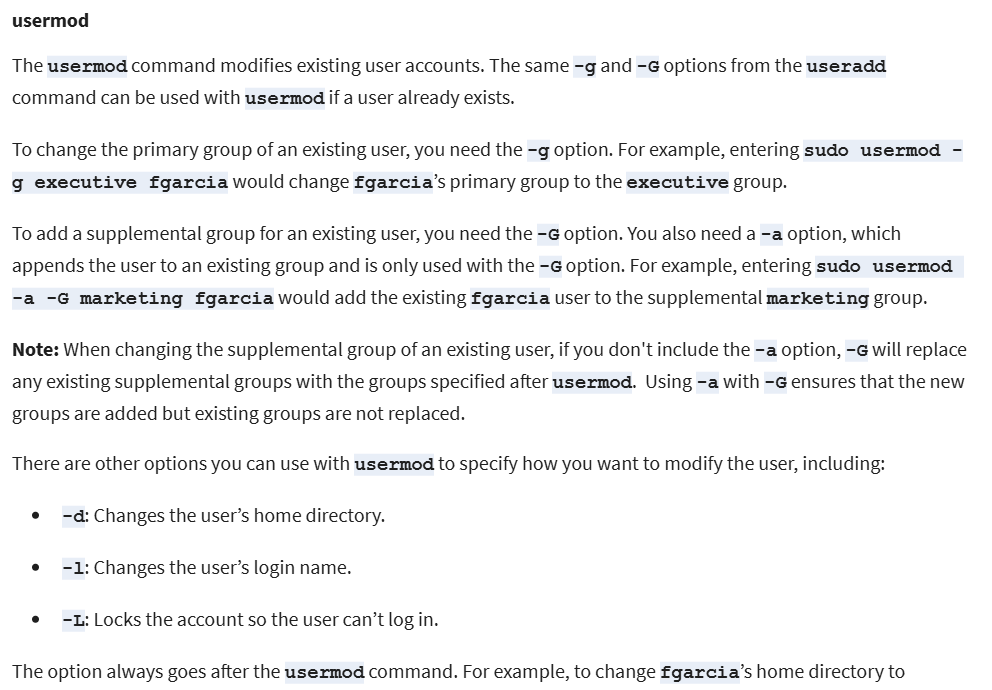 usermod
The usermod command modifies existing user accounts. The same -g and -G options from the useradd
command can be used with usermod if a user already exists.
To change the primary group of an existing user, you need the -g option. For example, entering sudo usermod -
g executive fgarcia would change fgarcia’s primary group to the executive group.
To add a supplemental group for an existing user, you need the -G option. You also need a -a option, which
appends the user to an existing group and is only used with the -G option. For example, entering sudo usermod
-a -G marketing fgarcia would add the existing fgarcia user to the supplemental marketing group.
Note: When changing the supplemental group of an existing user, if you don't include the -a option, -G will replace
any existing supplemental groups with the groups specified after usermod. Using -a with -G ensures that the new
groups are added but existing groups are not replaced.
There are other options you can use with usermod to specify how you want to modify the user, including:
• -d: Changes the user’s home directory.
• -l: Changes the user’s login name.
• -L: Locks the account so the user can’t log in.
The option always goes after the usermod command. For example, to change fgarcia’s home directory to